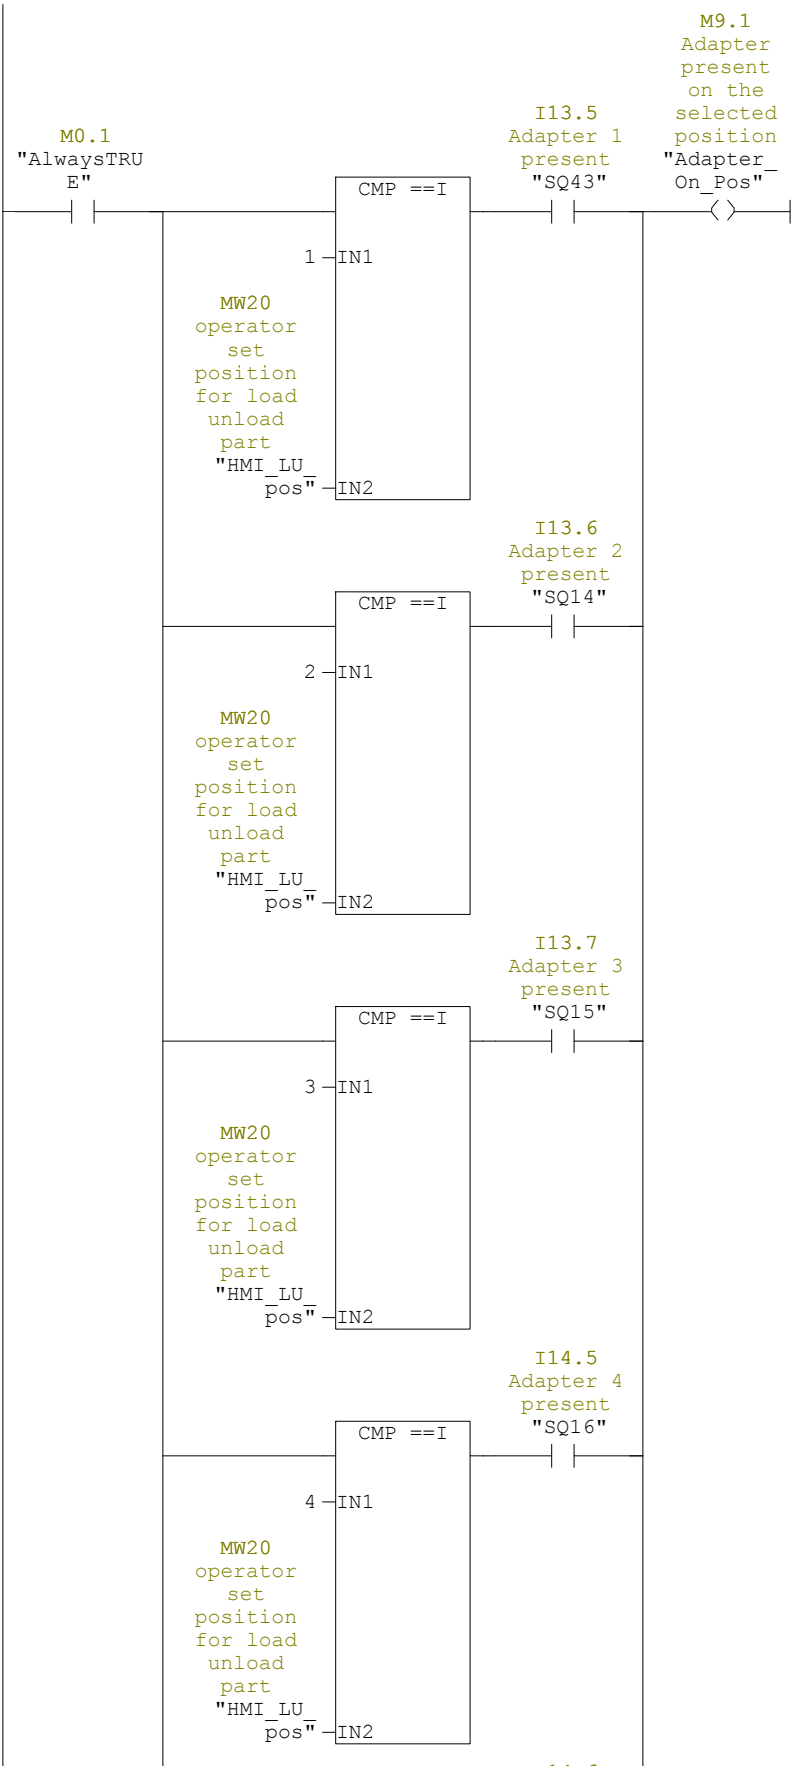 M9.1
Adapter
present
on the
selected
position
"Adapter_
On_Pos"
I13.5
Adapter 1
present
"SQ43"
M0.1
"AlwaysTRU
E"
CMP ==I
1
IN1
MW20
operator
set
position
for load
unload
part
"HMI_LU_
pos"
IN2
I13.6
Adapter 2
present
"SQ14"
CMP ==I
2
IN1
MW20
operator
set
position
for load
unload
part
"HMI_LU_
pos"
IN2
I13.7
Adapter 3
present
"SQ15"
CMP ==I
3
IN1
MW20
operator
set
position
for load
unload
part
"HMI_LU_
pos"
IN2
I14.5
Adapter 4
present
"SQ16"
CMP ==I
4
IN1
MW20
operator
set
position
for load
unload
part
"HMI_LU_
pos"
IN2